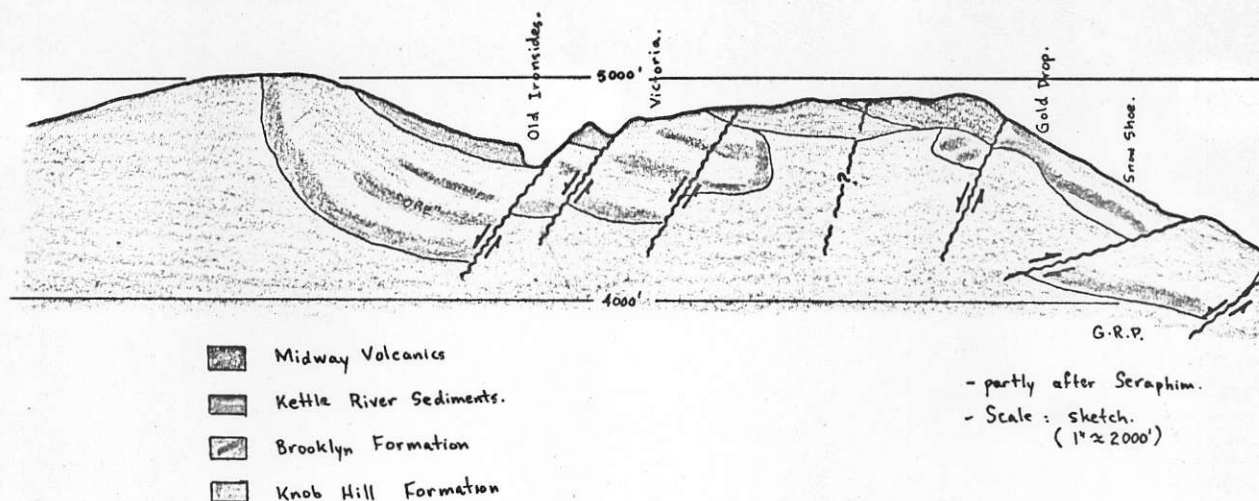 Old Ironsides.
Victoria.
Gold Drop.
Snow Shoe.
5000'
"ORE"
?
4000'
G.R.P.
Midway Volcanics
Kettle River Sediments.
Brooklyn Formation
Knob Hill Formation
- partly after Seraphim.
- Scale : sketch.
( 1" ≈ 2000')